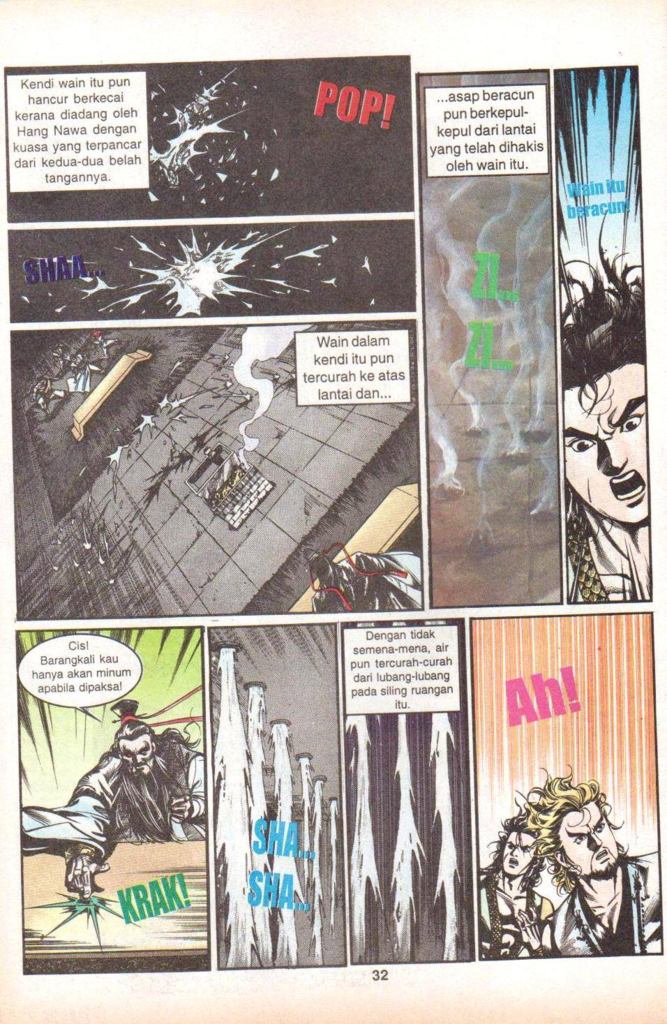 Kendi wain itu pun
hancur berkecai
kerana diadang oleh
Hang Nawa dengan
kuasa yang terpancar
dari kedua-dua belah
tangannya.
POP!
SHAA...
Wain dalam
kendi itu pun
tercurah ke atas
lantai dan...
...asap beracun
pun berkepul-
kepul dari lantai
yang telah dihakis
oleh wain itu.
ZI...
ZI...
Wain itu
beracun!
Cis!
Barangkali kau
hanya akan minum
apabila dipaksa!
KRAK!
SHA...
SHA...
Dengan tidak
semena-mena, air
pun tercurah-curah
dari lubang-lubang
pada siling ruangan
itu.
Ah!
32